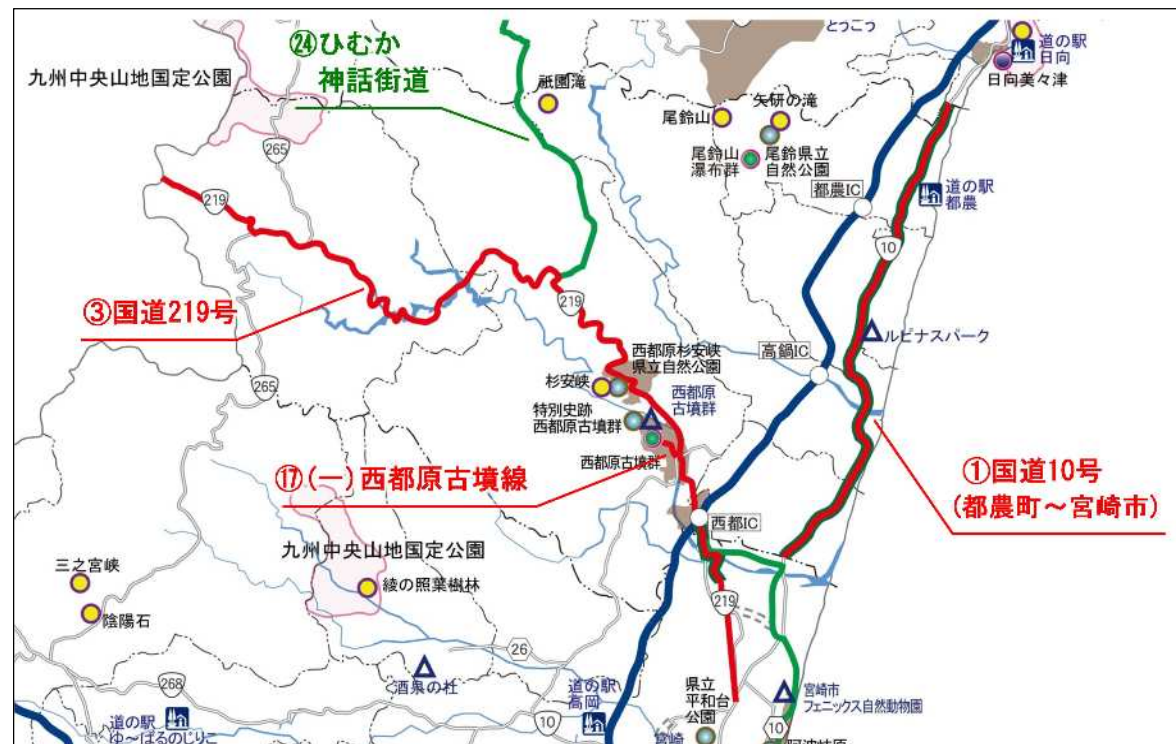 とうこう
道の駅
日向
日向美々津
㉔ひむか
神話街道
九州中央山地国定公園
祇園滝
尾鈴山
矢研の滝
尾鈴山
瀑布群
尾鈴県立
自然公園
265
都農IC
道の駅
都農
219
10
③国道219号
219
ルピナスパーク
高鍋IC
西都原杉安峡
県立自然公園
265
杉安峡
西都原
古墳群
特別史跡
西都原古墳群
西都原古墳群
⑰(一)西都原古墳線
①国道10号
(都農町～宮崎市)
西都IC
九州中央山地国定公園
三之宮峡
綾の照葉樹林
陰陽石
219
26
268
酒泉の杜
道の駅
高岡
県立
平和台
公園
宮崎市
フェニックス自然動物園
道の駅
ゆ～ぱるのじりこ
10
10
宮崎
阿波岐原